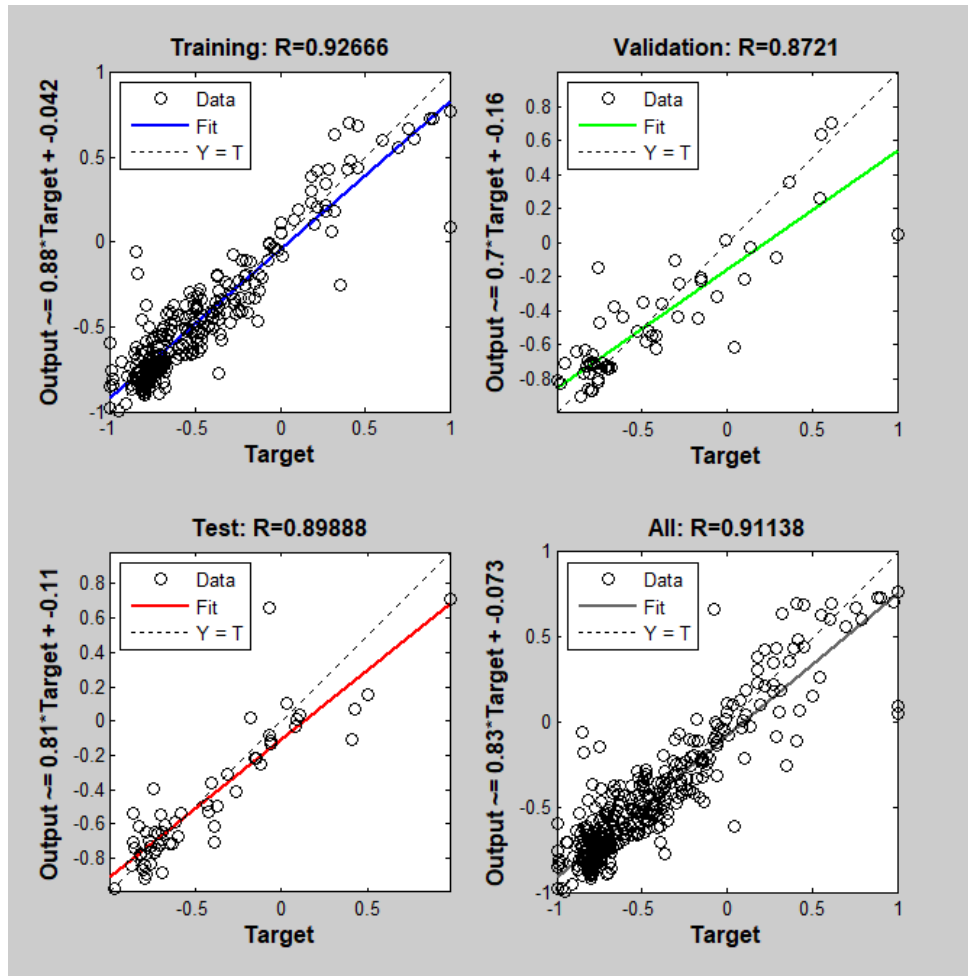 Training: R=0.92666
Output ~= 0.88*Target + -0.042
1
0.5
0
-0.5
-1
Data
Fit
Y = T
-1
-0.5
0
0.5
1
Target
Validation: R=0.8721
Output ~= 0.7*Target + -0.16
0.8
0.6
0.4
0.2
0
-0.2
-0.4
-0.6
-0.8
Data
Fit
Y = T
-0.5
0
0.5
1
Target
Test: R=0.89888
Output ~= 0.81*Target + -0.11
0.8
0.6
0.4
0.2
0
-0.2
-0.4
-0.6
-0.8
Data
Fit
Y = T
-0.5
0
0.5
Target
All: R=0.91138
Output ~= 0.83*Target + -0.073
1
0.5
0
-0.5
-1
Data
Fit
Y = T
-1
-0.5
0
0.5
1
Target